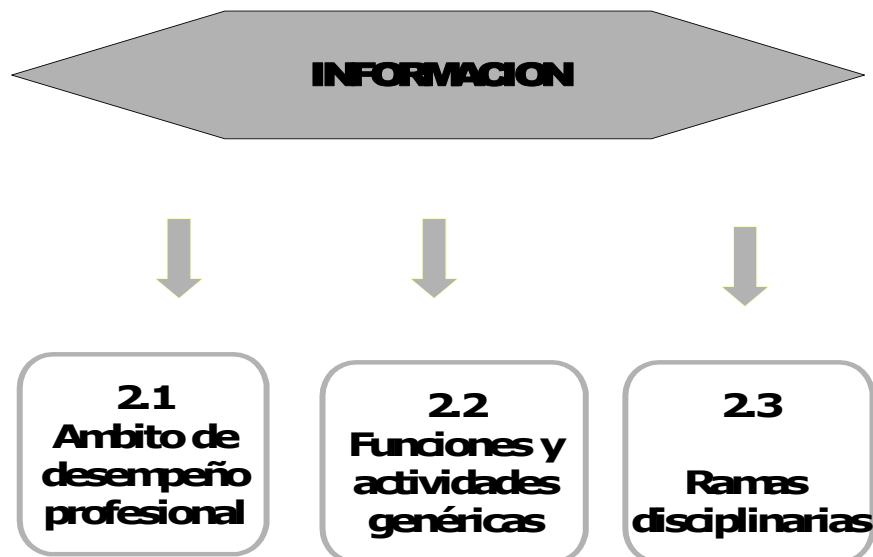 INFORMACION
2.1
Ambito de
desempeño
profesional
2.2
Funciones y
actividades
genéricas
2.3
Ramas
disciplinarias